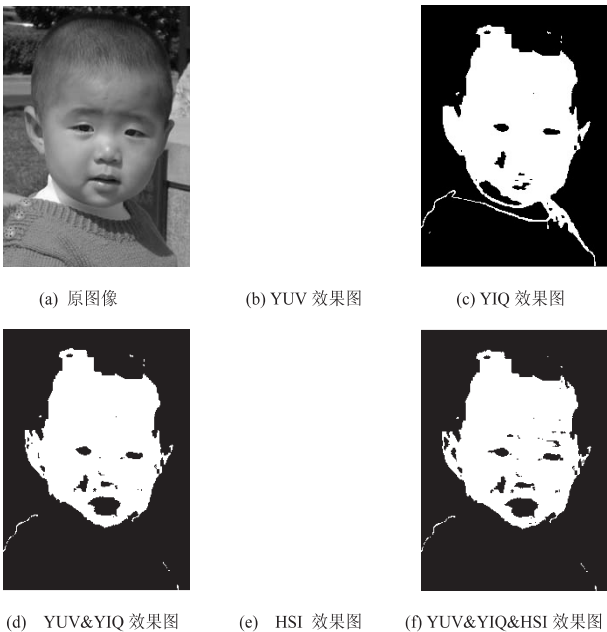 (a) 原图像
(b) YUV 效果图
(c) YIQ 效果图
(d) YUV&YIQ 效果图
(e) HSI 效果图
(f) YUV&YIQ&HSI 效果图